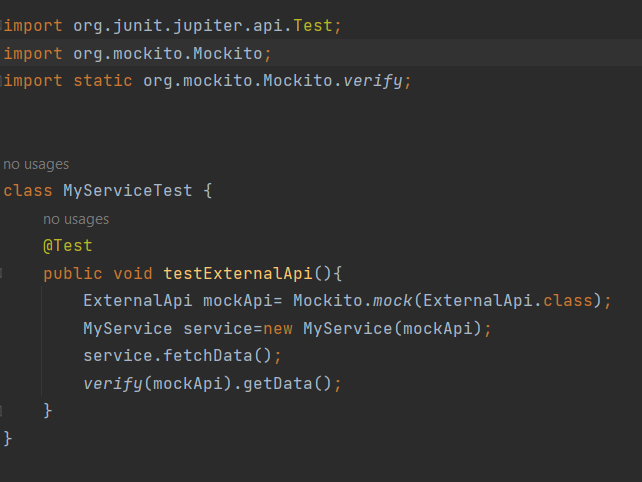 import org.junit.jupiter.api.Test;
import org.mockito.Mockito;
import static org.mockito.Mockito.verify;
no usages
class MyServiceTest {
no usages
@Test
public void testExternalApi(){
ExternalApi mockApi= Mockito.mock(ExternalApi.class);
MyService service=new MyService(mockApi);
service.fetchData();
verify(mockApi).getData();
}
}